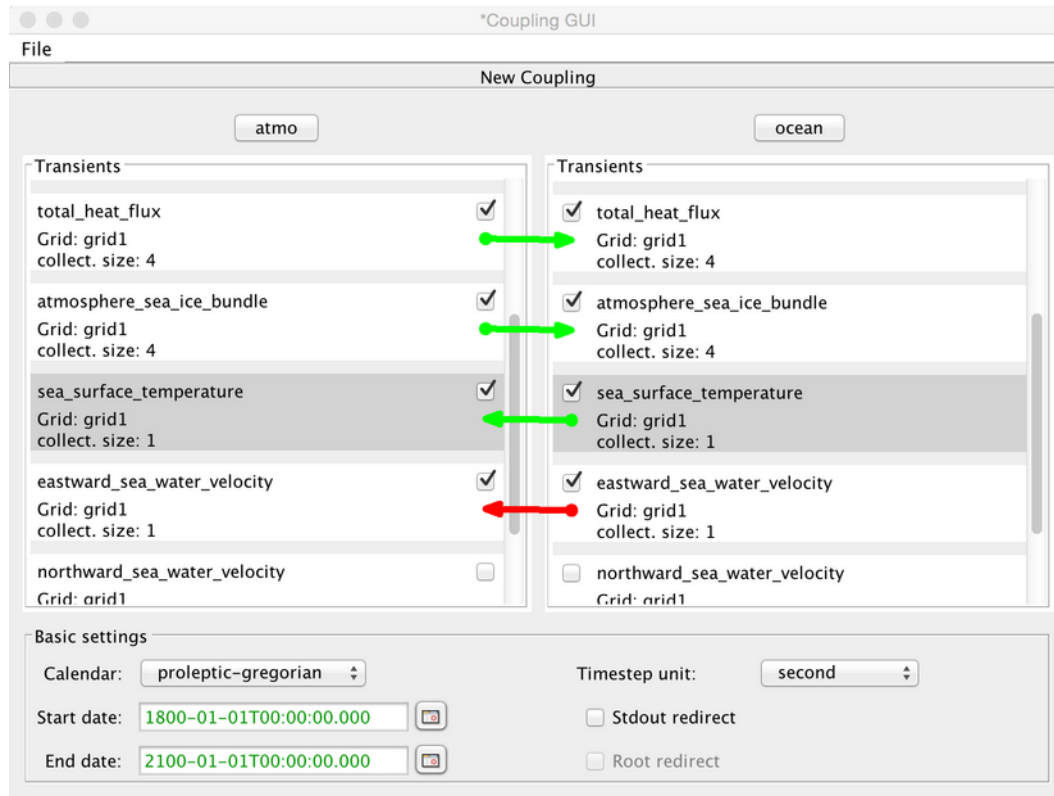 *Coupling GUI
File
New Coupling
atmo
ocean
Transients
total_heat_flux
Grid: grid1
collect. size: 4
atmosphere_sea_ice_bundle
Grid: grid1
collect. size: 4
sea_surface_temperature
Grid: grid1
collect. size: 1
eastward_sea_water_velocity
Grid: grid1
collect. size: 1
northward_sea_water_velocity
Grid: grid1
Transients
total_heat_flux
Grid: grid1
collect. size: 4
atmosphere_sea_ice_bundle
Grid: grid1
collect. size: 4
sea_surface_temperature
Grid: grid1
collect. size: 1
eastward_sea_water_velocity
Grid: grid1
collect. size: 1
northward_sea_water_velocity
Grid: grid1
Basic settings
Calendar: proleptic-gregorian
Start date: 1800-01-01T00:00:00.000
End date: 2100-01-01T00:00:00.000
Timestep unit: second
Stdout redirect
Root redirect